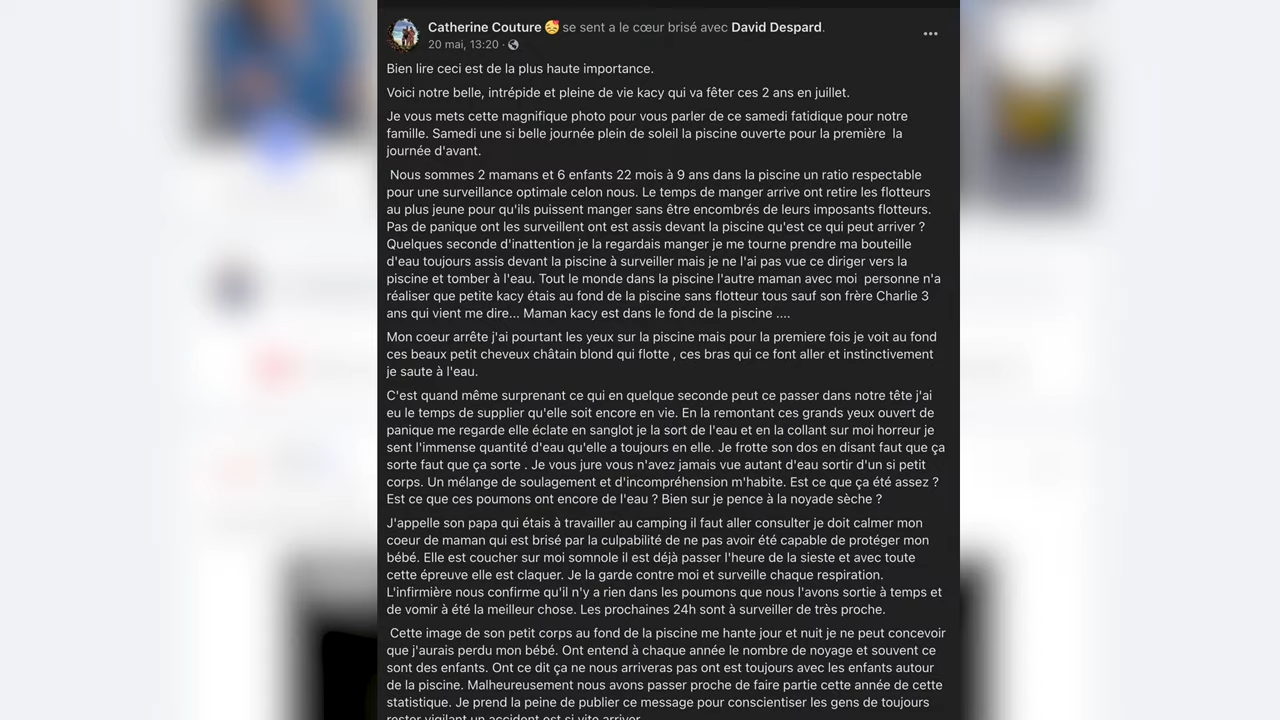 Catherine Couture 🥰 se sent a le cœur brisé avec David Despard.
20 mai, 13:20 ·
Bien lire ceci est de la plus haute importance.
Voici notre belle, intrépide et pleine de vie kacy qui va fêter ces 2 ans en juillet.
Je vous mets cette magnifique photo pour vous parler de ce samedi fatidique pour notre
famille. Samedi une si belle journée plein de soleil la piscine ouverte pour la première la
journée d'avant.
Nous sommes 2 mamans et 6 enfants 22 mois à 9 ans dans la piscine un ratio respectable
pour une surveillance optimale celon nous. Le temps de manger arrive ont retire les flotteurs
au plus jeune pour qu'ils puissent manger sans être encombrés de leurs imposants flotteurs.
Pas de panique ont les surveillent ont est assis devant la piscine qu'est ce qui peut arriver ?
Quelques seconde d'inattention je la regardais manger je me tourne prendre ma bouteille
d'eau toujours assis devant la piscine à surveiller mais je ne l'ai pas vue ce diriger vers la
piscine et tomber à l'eau. Tout le monde dans la piscine l'autre maman avec moi personne n'a
réaliser que petite kacy étais au fond de la piscine sans flotteur tous sauf son frère Charlie 3
ans qui vient me dire... Maman kacy est dans le fond de la piscine ....
Mon coeur arrête j'ai pourtant les yeux sur la piscine mais pour la premiere fois je voit au fond
ces beaux petit cheveux châtain blond qui flotte , ces bras qui ce font aller et instinctivement
je saute à l'eau.
C'est quand même surprenant ce qui en quelque seconde peut ce passer dans notre tête j'ai
eu le temps de supplier qu'elle soit encore en vie. En la remontant ces grands yeux ouvert de
panique me regarde elle éclate en sanglot je la sort de l'eau et en la collant sur moi horreur je
sent l'immense quantité d'eau qu'elle a toujours en elle. Je frotte son dos en disant faut que ça
sorte faut que ça sorte . Je vous jure vous n'avez jamais vue autant d'eau sortir d'un si petit
corps. Un mélange de soulagement et d'incompréhension m'habite. Est ce que ça été assez ?
Est ce que ces poumons ont encore de l'eau ? Bien sur je pence à la noyade sèche ?
J'appelle son papa qui étais à travailler au camping il faut aller consulter je doit calmer mon
coeur de maman qui est brisé par la culpabilité de ne pas avoir été capable de protéger mon
bébé. Elle est coucher sur moi somnole il est déjà passer l'heure de la sieste et avec toute
cette épreuve elle est claquer. Je la garde contre moi et surveille chaque respiration.
L'infirmière nous confirme qu'il n'y a rien dans les poumons que nous l'avons sortie à temps et
de vomir à été la meilleur chose. Les prochaines 24h sont à surveiller de très proche.
Cette image de son petit corps au fond de la piscine me hante jour et nuit je ne peut concevoir
que j'aurais perdu mon bébé. Ont entend à chaque année le nombre de noyage et souvent ce
sont des enfants. Ont ce dit ça ne nous arriveras pas ont est toujours avec les enfants autour
de la piscine. Malheureusement nous avons passer proche de faire partie cette année de cette
statistique. Je prend la peine de publier ce message pour conscientiser les gens de toujours
rester vigilant un accident est si vite arriver